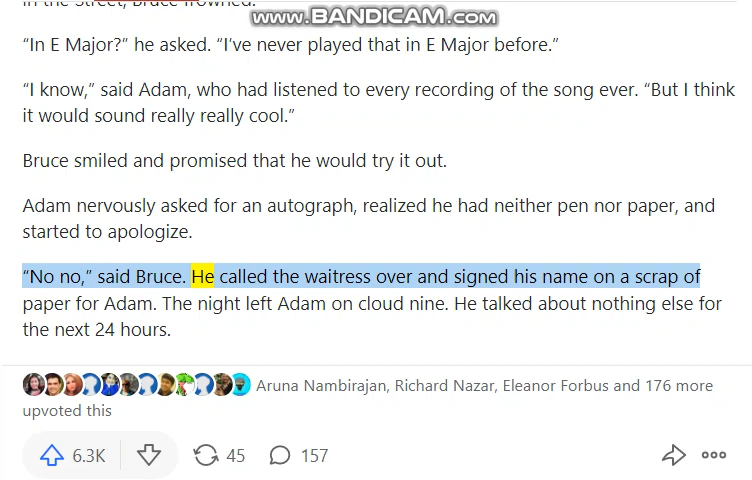 in the Street, Bruce frowned.
www.BANDICAM.com
“In E Major?” he asked. “I’ve never played that in E Major before.”
“I know,” said Adam, who had listened to every recording of the song ever. “But I think
it would sound really really cool.”
Bruce smiled and promised that he would try it out.
Adam nervously asked for an autograph, realized he had neither pen nor paper, and
started to apologize.
“No no,” said Bruce. He called the waitress over and signed his name on a scrap of
paper for Adam. The night left Adam on cloud nine. He talked about nothing else for
the next 24 hours.
Aruna Nambirajan, Richard Nazar, Eleanor Forbus and 176 more
upvoted this
6.3K
45
157